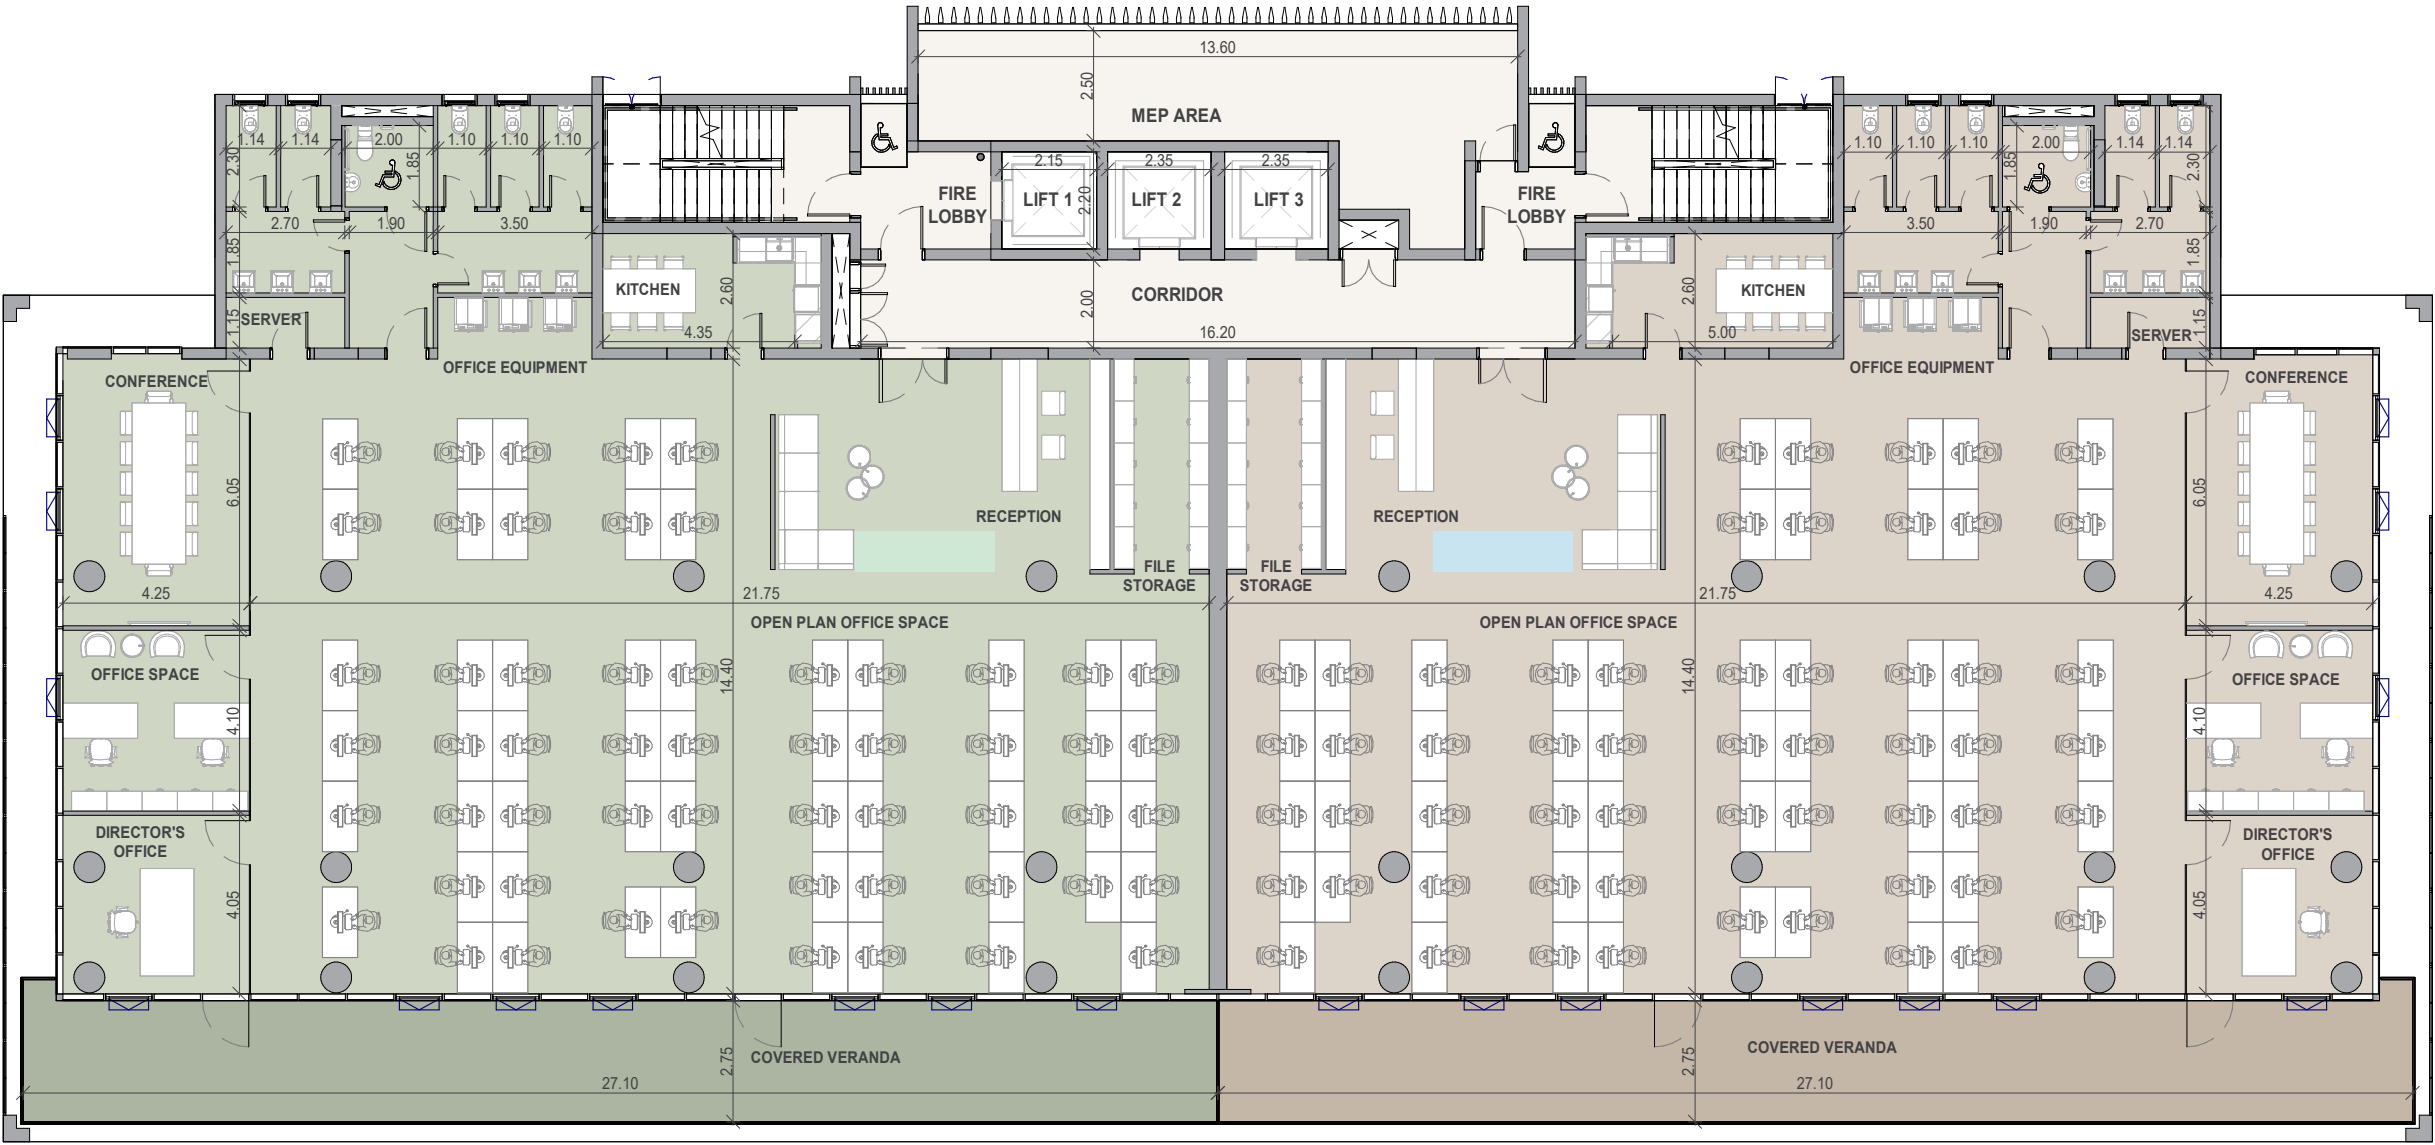 13.60
2.50
MEP AREA
1.14
1.14
2.00
1.10
1.10
1.10
2.30
1.85
2.15
2.35
2.35
2.20
LIFT 1
LIFT 2
LIFT 3
FIRE
LOBBY
FIRE
LOBBY
1.10
1.10
1.10
2.00
1.14
1.14
1.85
2.30
2.70
1.90
3.50
3.50
1.90
2.70
1.85
1.85
KITCHEN
2.60
4.35
CORRIDOR
2.00
16.20
2.60
KITCHEN
5.00
SERVER
1.15
SERVER
1.15
OFFICE EQUIPMENT
OFFICE EQUIPMENT
CONFERENCE
CONFERENCE
6.05
6.05
RECEPTION
RECEPTION
FILE
STORAGE
FILE
STORAGE
4.25
21.75
21.75
4.25
OPEN PLAN OFFICE SPACE
OPEN PLAN OFFICE SPACE
OFFICE SPACE
14.40
14.40
OFFICE SPACE
4.10
4.10
DIRECTOR'S
OFFICE
DIRECTOR'S
OFFICE
4.05
4.05
COVERED VERANDA
2.75
COVERED VERANDA
2.75
27.10
27.10